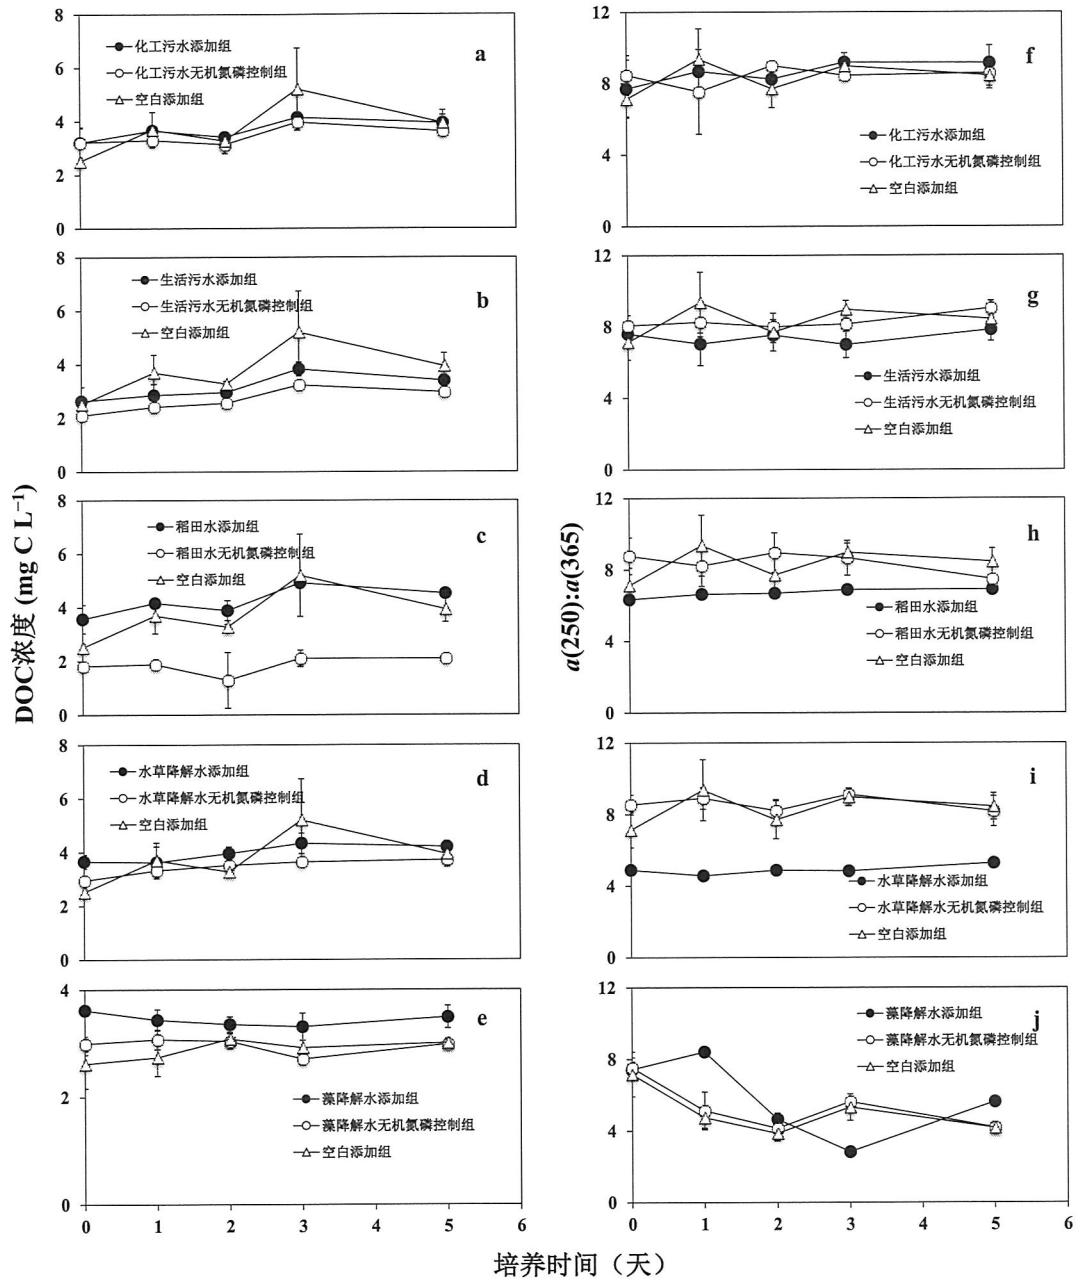 DOC浓度 (mg C L⁻¹)
8
6
4
2
0
化工污水添加组
化工污水无机氮磷控制组
空白添加组
a
8
6
4
2
0
生活污水添加组
生活污水无机氮磷控制组
空白添加组
b
8
6
4
2
0
稻田水添加组
稻田水无机氮磷控制组
空白添加组
c
8
6
4
2
0
水草降解水添加组
水草降解水无机氮磷控制组
空白添加组
d
4
2
0
藻降解水添加组
藻降解水无机氮磷控制组
空白添加组
e
0 1 2 3 4 5 6
a(250):a(365)
12
8
4
0
化工污水添加组
化工污水无机氮磷控制组
空白添加组
f
12
8
4
0
生活污水添加组
生活污水无机氮磷控制组
空白添加组
g
12
8
4
0
稻田水添加组
稻田水无机氮磷控制组
空白添加组
h
12
8
4
0
水草降解水添加组
水草降解水无机氮磷控制组
空白添加组
i
12
8
4
0
藻降解水添加组
藻降解水无机氮磷控制组
空白添加组
j
0 1 2 3 4 5 6
培养时间（天）